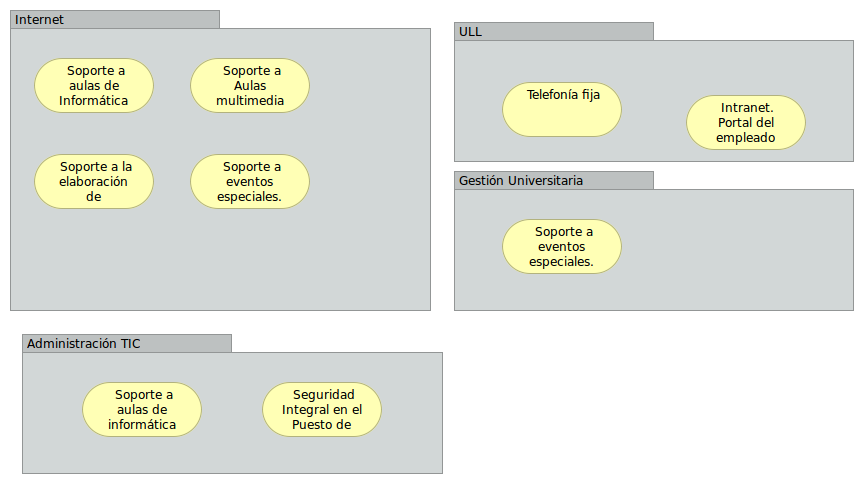 Internet
Soporte a
aulas de
Informática
Soporte a
Aulas
multimedia
Soporte a la
elaboración
de
Soporte a
eventos
especiales.
ULL
Telefonía fija
Intranet.
Portal del
empleado
Gestión Universitaria
Soporte a
eventos
especiales.
Administración TIC
Soporte a
aulas de
informática
Seguridad
Integral en el
Puesto de